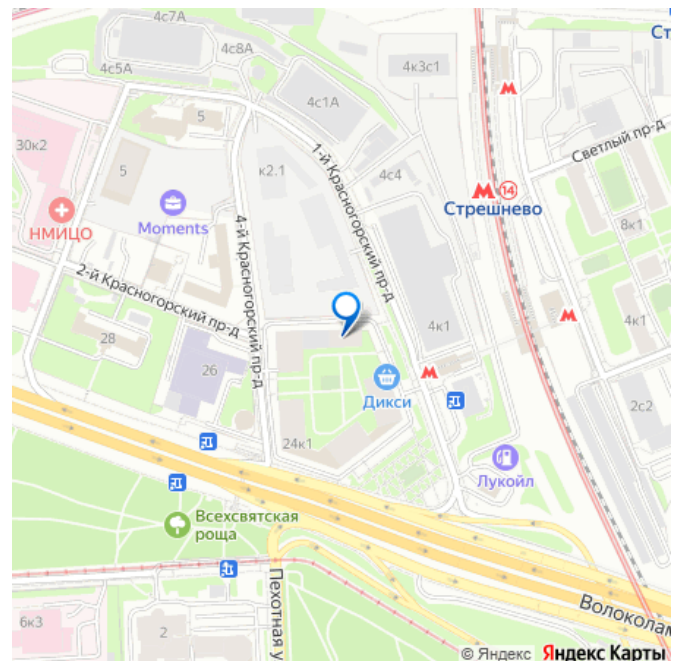 4с7А
4с8А
4с5А
4к3с1
4с1А
Ст
5
30к2
5
к2.1
1-й Красногорский пр-д
4с4
Светлый пр-д
14
Стрешнево
НМИЦО
Moments
4-й Красногорский пр-д
8к1
2-й Красногорский пр-д
28
26
4к1
4к1
Дикси
2с2
24к1
Лукойл
Всехсвятская
роща
Пехотная у
Волоколам
6к3
2
© Яндекс Яндекс Карты